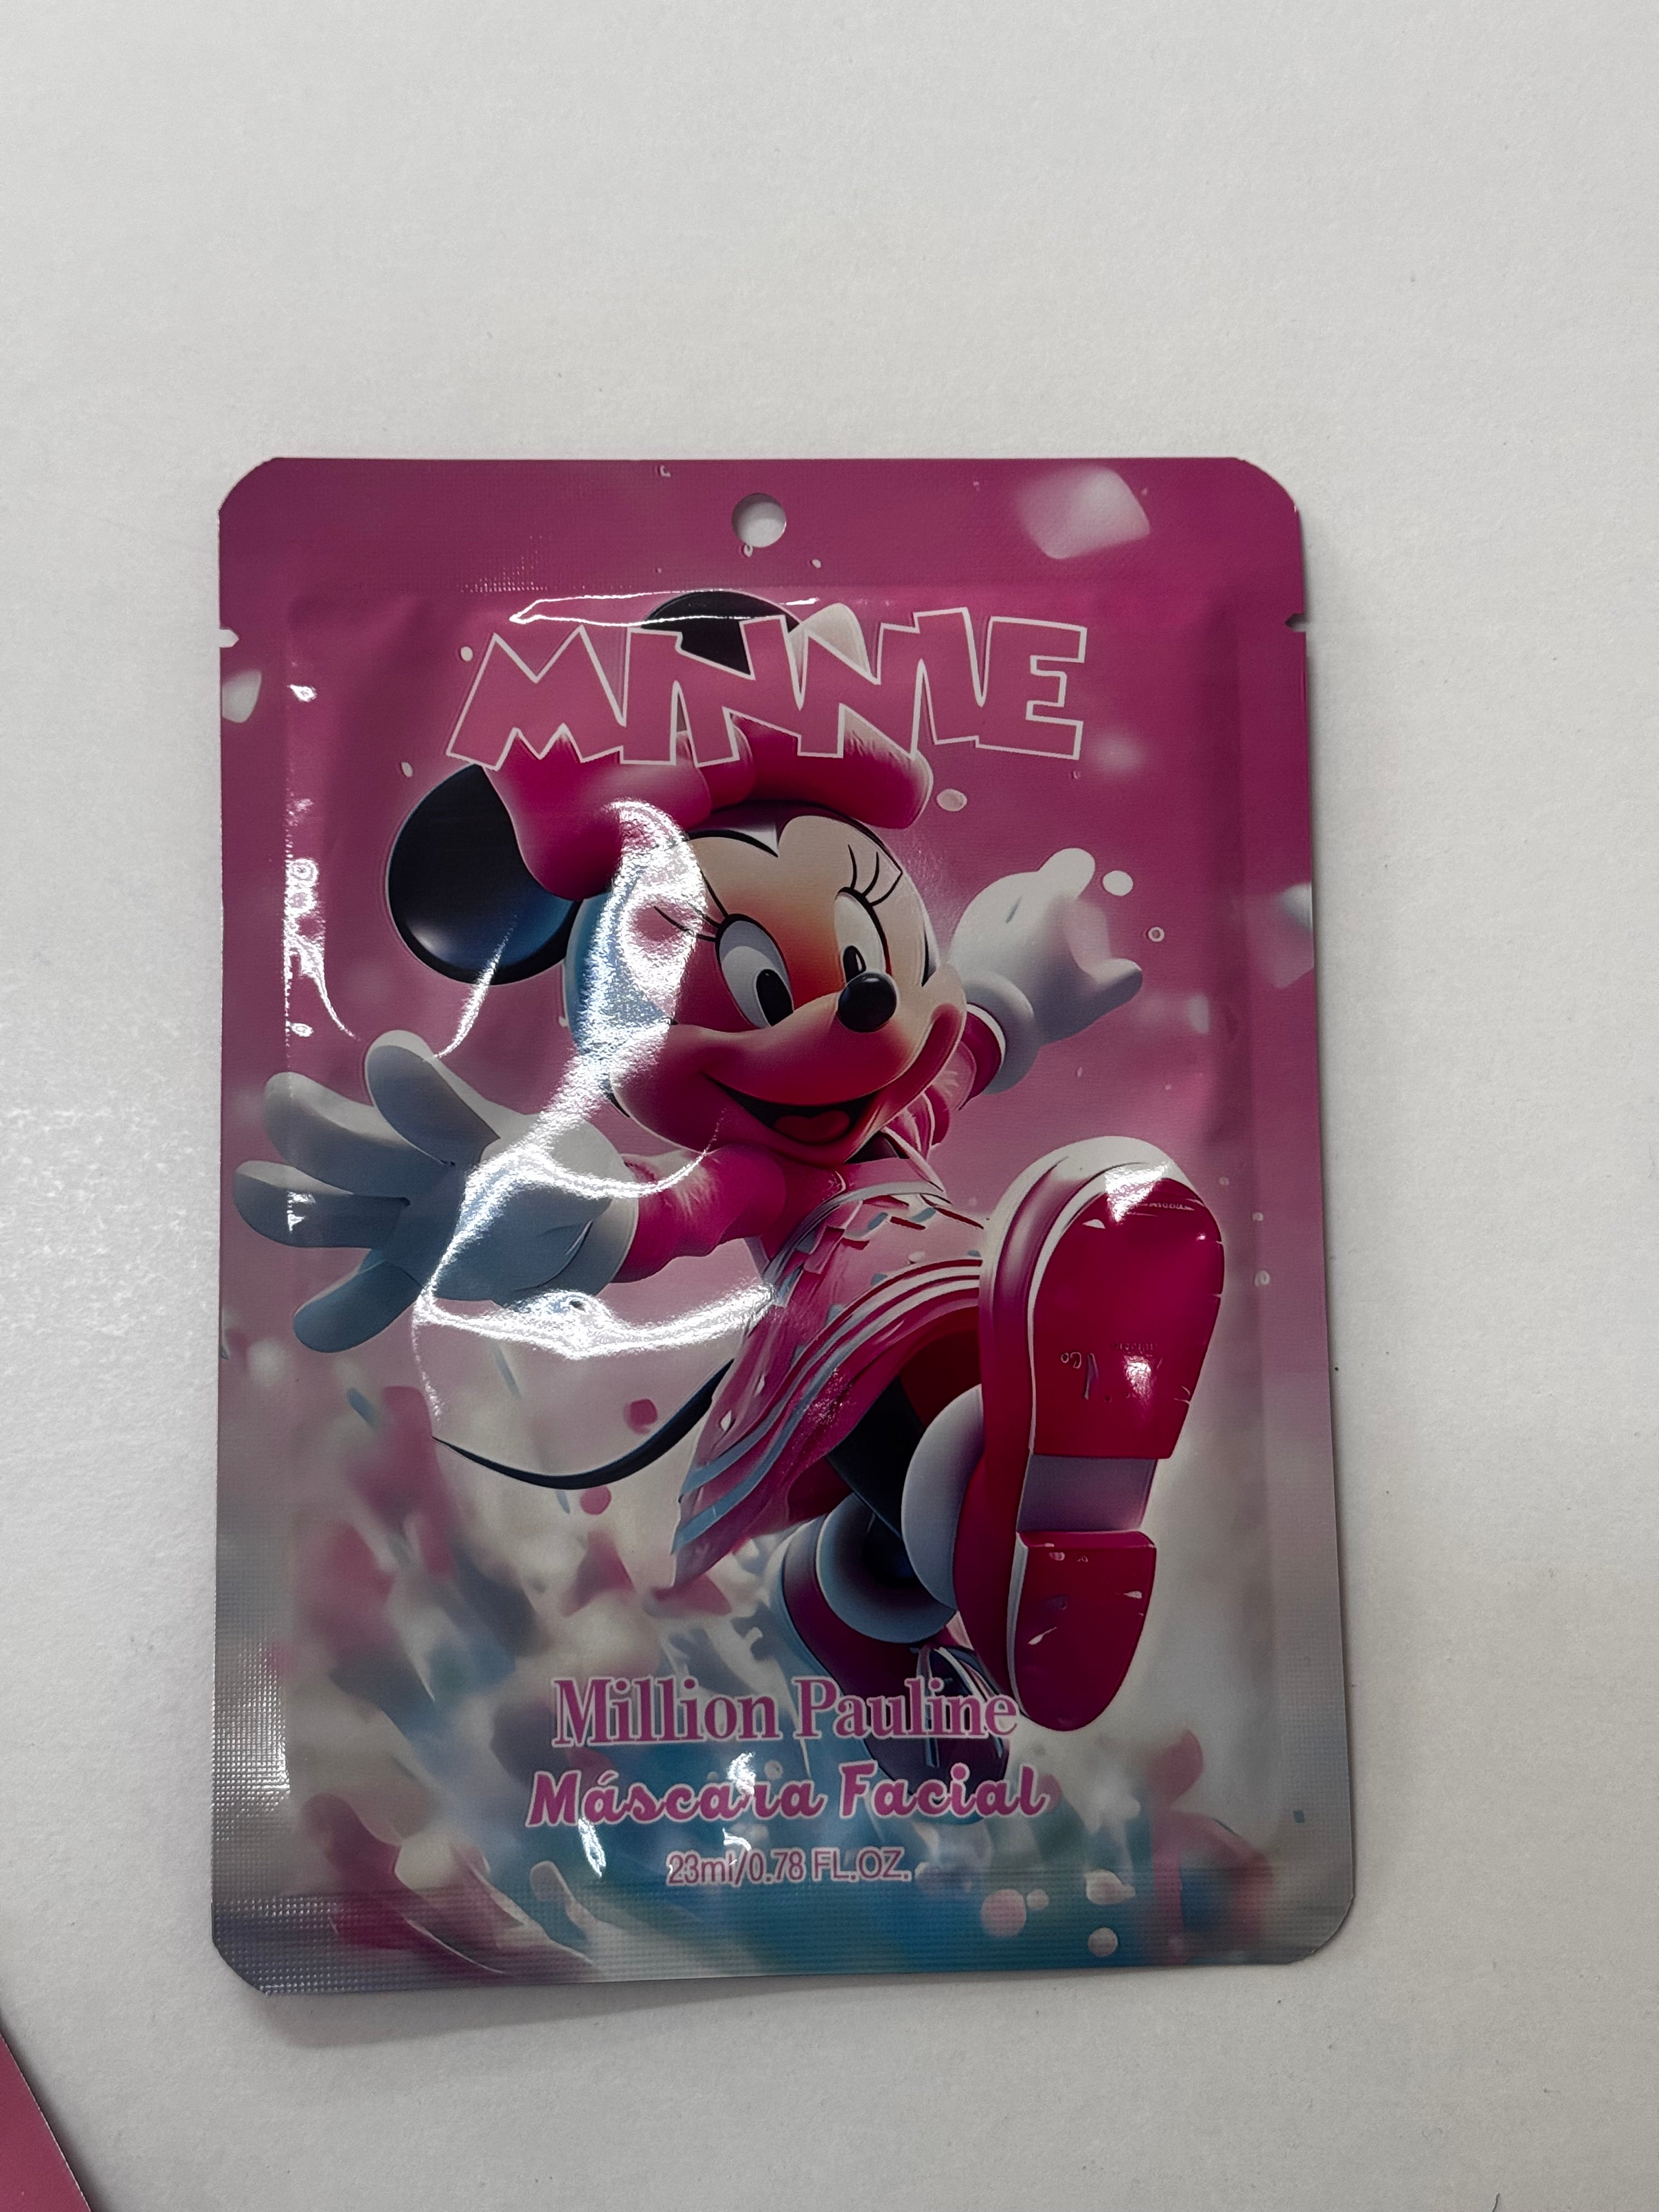 MINNIE
Million Pauline
Máscara Facial
23ml/0.78 FL.OZ.